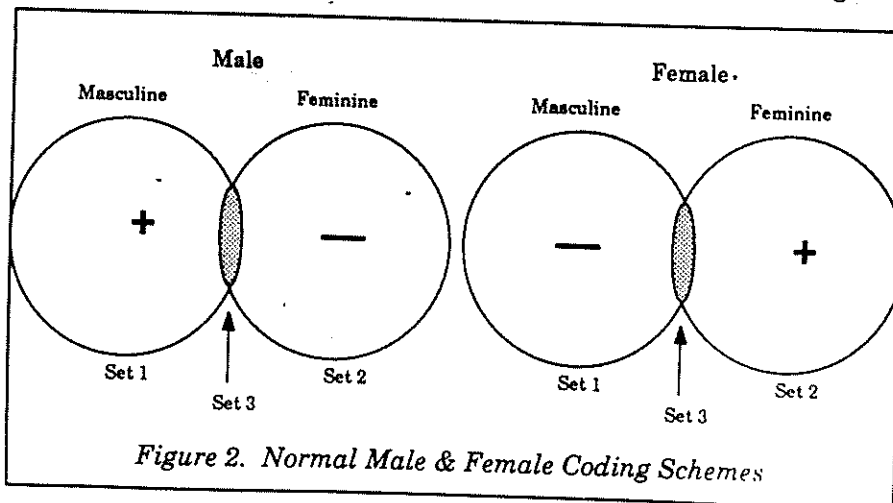 Male
Female.
Masculine
Feminine
Masculine
Feminine
+
—
—
+
Set 1
Set 2
Set 3
Set 1
Set 2
Set 3
Figure 2. Normal Male & Female Coding Schemes